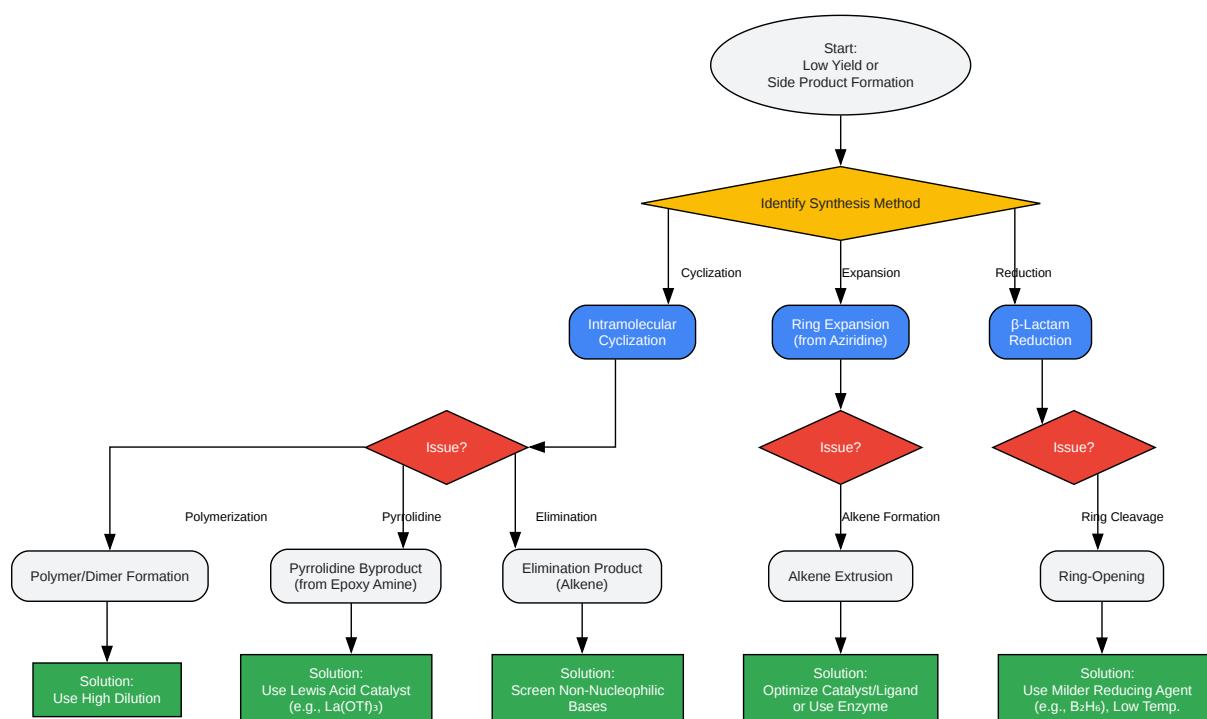 Start:
Low Yield or
Side Product Formation
Identify Synthesis Method
Cyclization
Expansion
Reduction
Intramolecular
Cyclization
Ring Expansion
(from Aziridine)
β-Lactam
Reduction
Issue?
Issue?
Issue?
Polymerization
Pyrrolidine
Elimination
Alkene Formation
Ring Cleavage
Polymer/Dimer Formation
Pyrrolidine Byproduct
(from Epoxy Amine)
Elimination Product
(Alkene)
Alkene Extrusion
Ring-Opening
Solution:
Use High Dilution
Solution:
Use Lewis Acid Catalyst
(e.g., La(OTf)₃)
Solution:
Screen Non-Nucleophilic
Bases
Solution:
Optimize Catalyst/Ligand
or Use Enzyme
Solution:
Use Milder Reducing Agent
(e.g., B₂H₆), Low Temp.